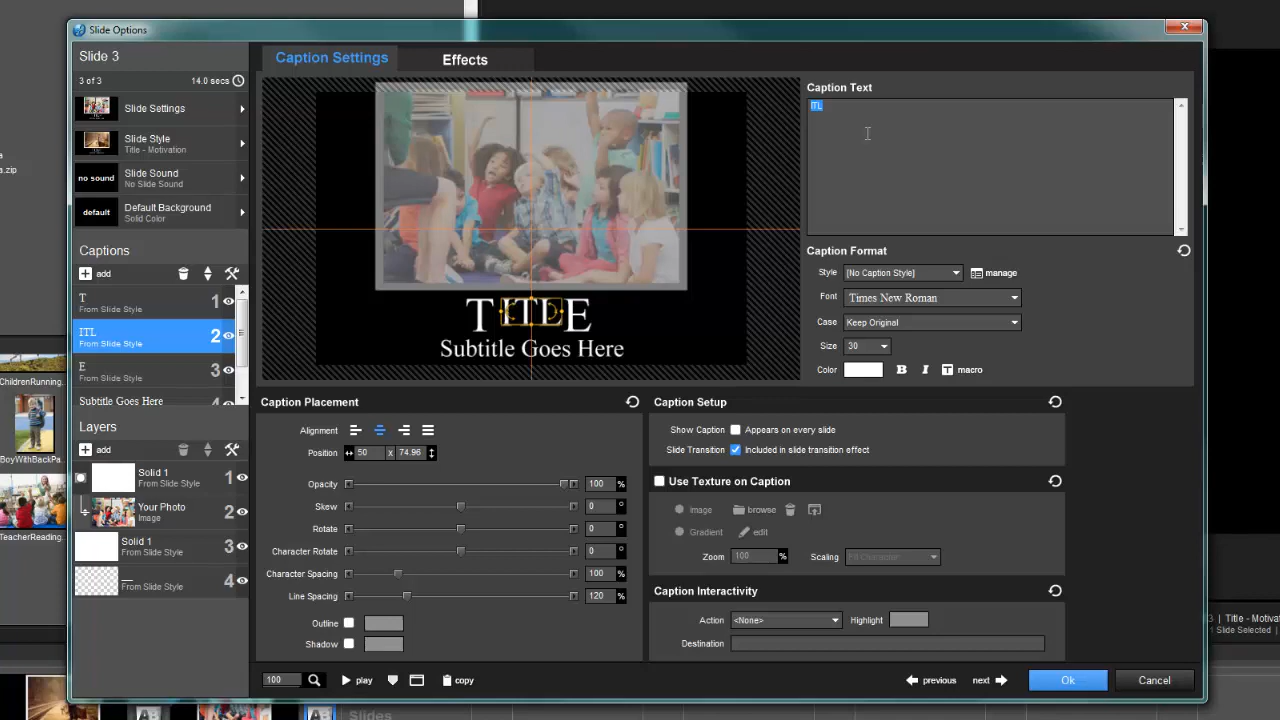 Slide Options
Slide 3
3 of 3
14.0 secs
Slide Settings
Slide Style
Title - Motivation
no sound
Slide Sound
No Slide Sound
default
Default Background
Solid Color
Captions
add
T
From Slide Style
1
ITL
From Slide Style
2
E
From Slide Style
3
Subtitle Goes Here
Layers
add
Solid 1
From Slide Style
1
Your Photo
Image
2
Solid 1
From Slide Style
3
From Slide Style
4
Caption Settings
Effects
TITLE
Subtitle Goes Here
Caption Text
ITL
Caption Format
Style [No Caption Style] manage
Font Times New Roman
Case Keep Original
Size 30
Color B I T macro
Caption Placement
Alignment
Position 50 x 74.96
Opacity 100 %
Skew 0 °
Rotate 0 °
Character Rotate 0 °
Character Spacing 100 %
Line Spacing 120 %
Outline
Shadow
Caption Setup
Show Caption Appears on every slide
Slide Transition Included in slide transition effect
Use Texture on Caption
Image browse
Gradient edit
Zoom 100 % Scaling Fit Character
Caption Interactivity
Action <None> Highlight
Destination
100 play copy
previous next Ok Cancel
a
a.zip
ChildrenRunning
BoyWithBackPa
TeacherReading
3 | Title - Motiva
1 Slide Selected
Slides